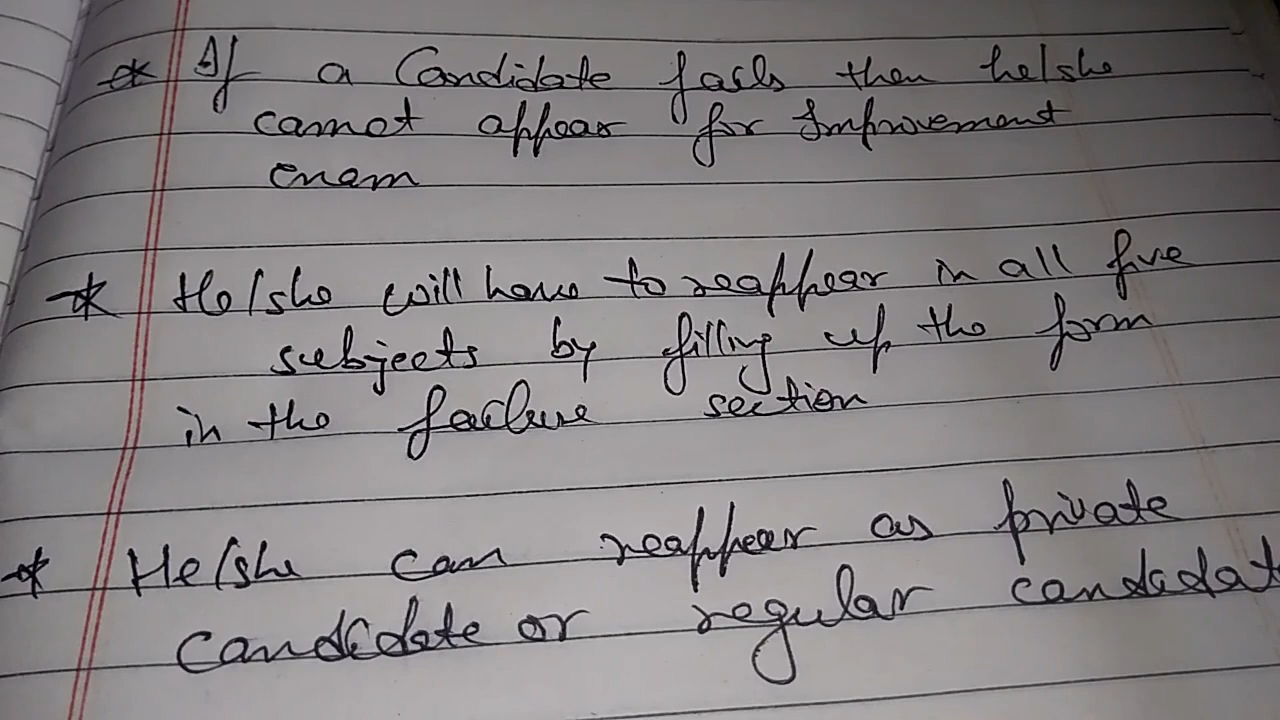 * If a Candidate fails then he/she
cannot appear for Improvement
exam
* He/she will have to reappear in all five
subjects by filling up the form
in the failure section
* He/she can reappear as private
candidate or regular candidat